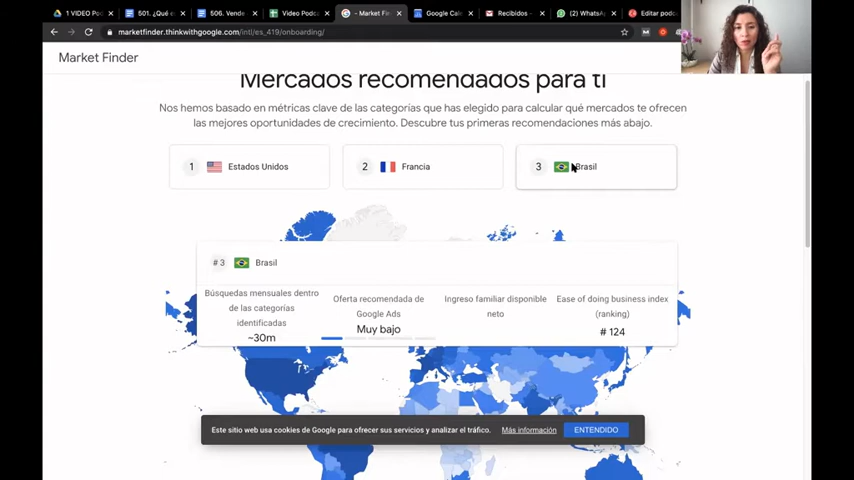 1 VIDEO PO
501. ¿Qué e
506. Vende
Video Podca
- Market Fin
Google Cal
Recibidos -
(2) WhatsA
Editar podc
marketfinder.thinkwithgoogle.com/intl/es_419/onboarding/
Market Finder
Mercados recomendados para ti
Nos hemos basado en métricas clave de las categorías que has elegido para calcular qué mercados te ofrecen
las mejores oportunidades de crecimiento. Descubre tus primeras recomendaciones más abajo.
1 Estados Unidos
2 Francia
3 Brasil
#3 Brasil
Búsquedas mensuales dentro
de las categorías
identificadas
~30m
Oferta recomendada de
Google Ads
Muy bajo
Ingreso familiar disponible
neto
Ease of doing business index
(ranking)
# 124
Este sitio web usa cookies de Google para ofrecer sus servicios y analizar el tráfico. Más información ENTENDIDO